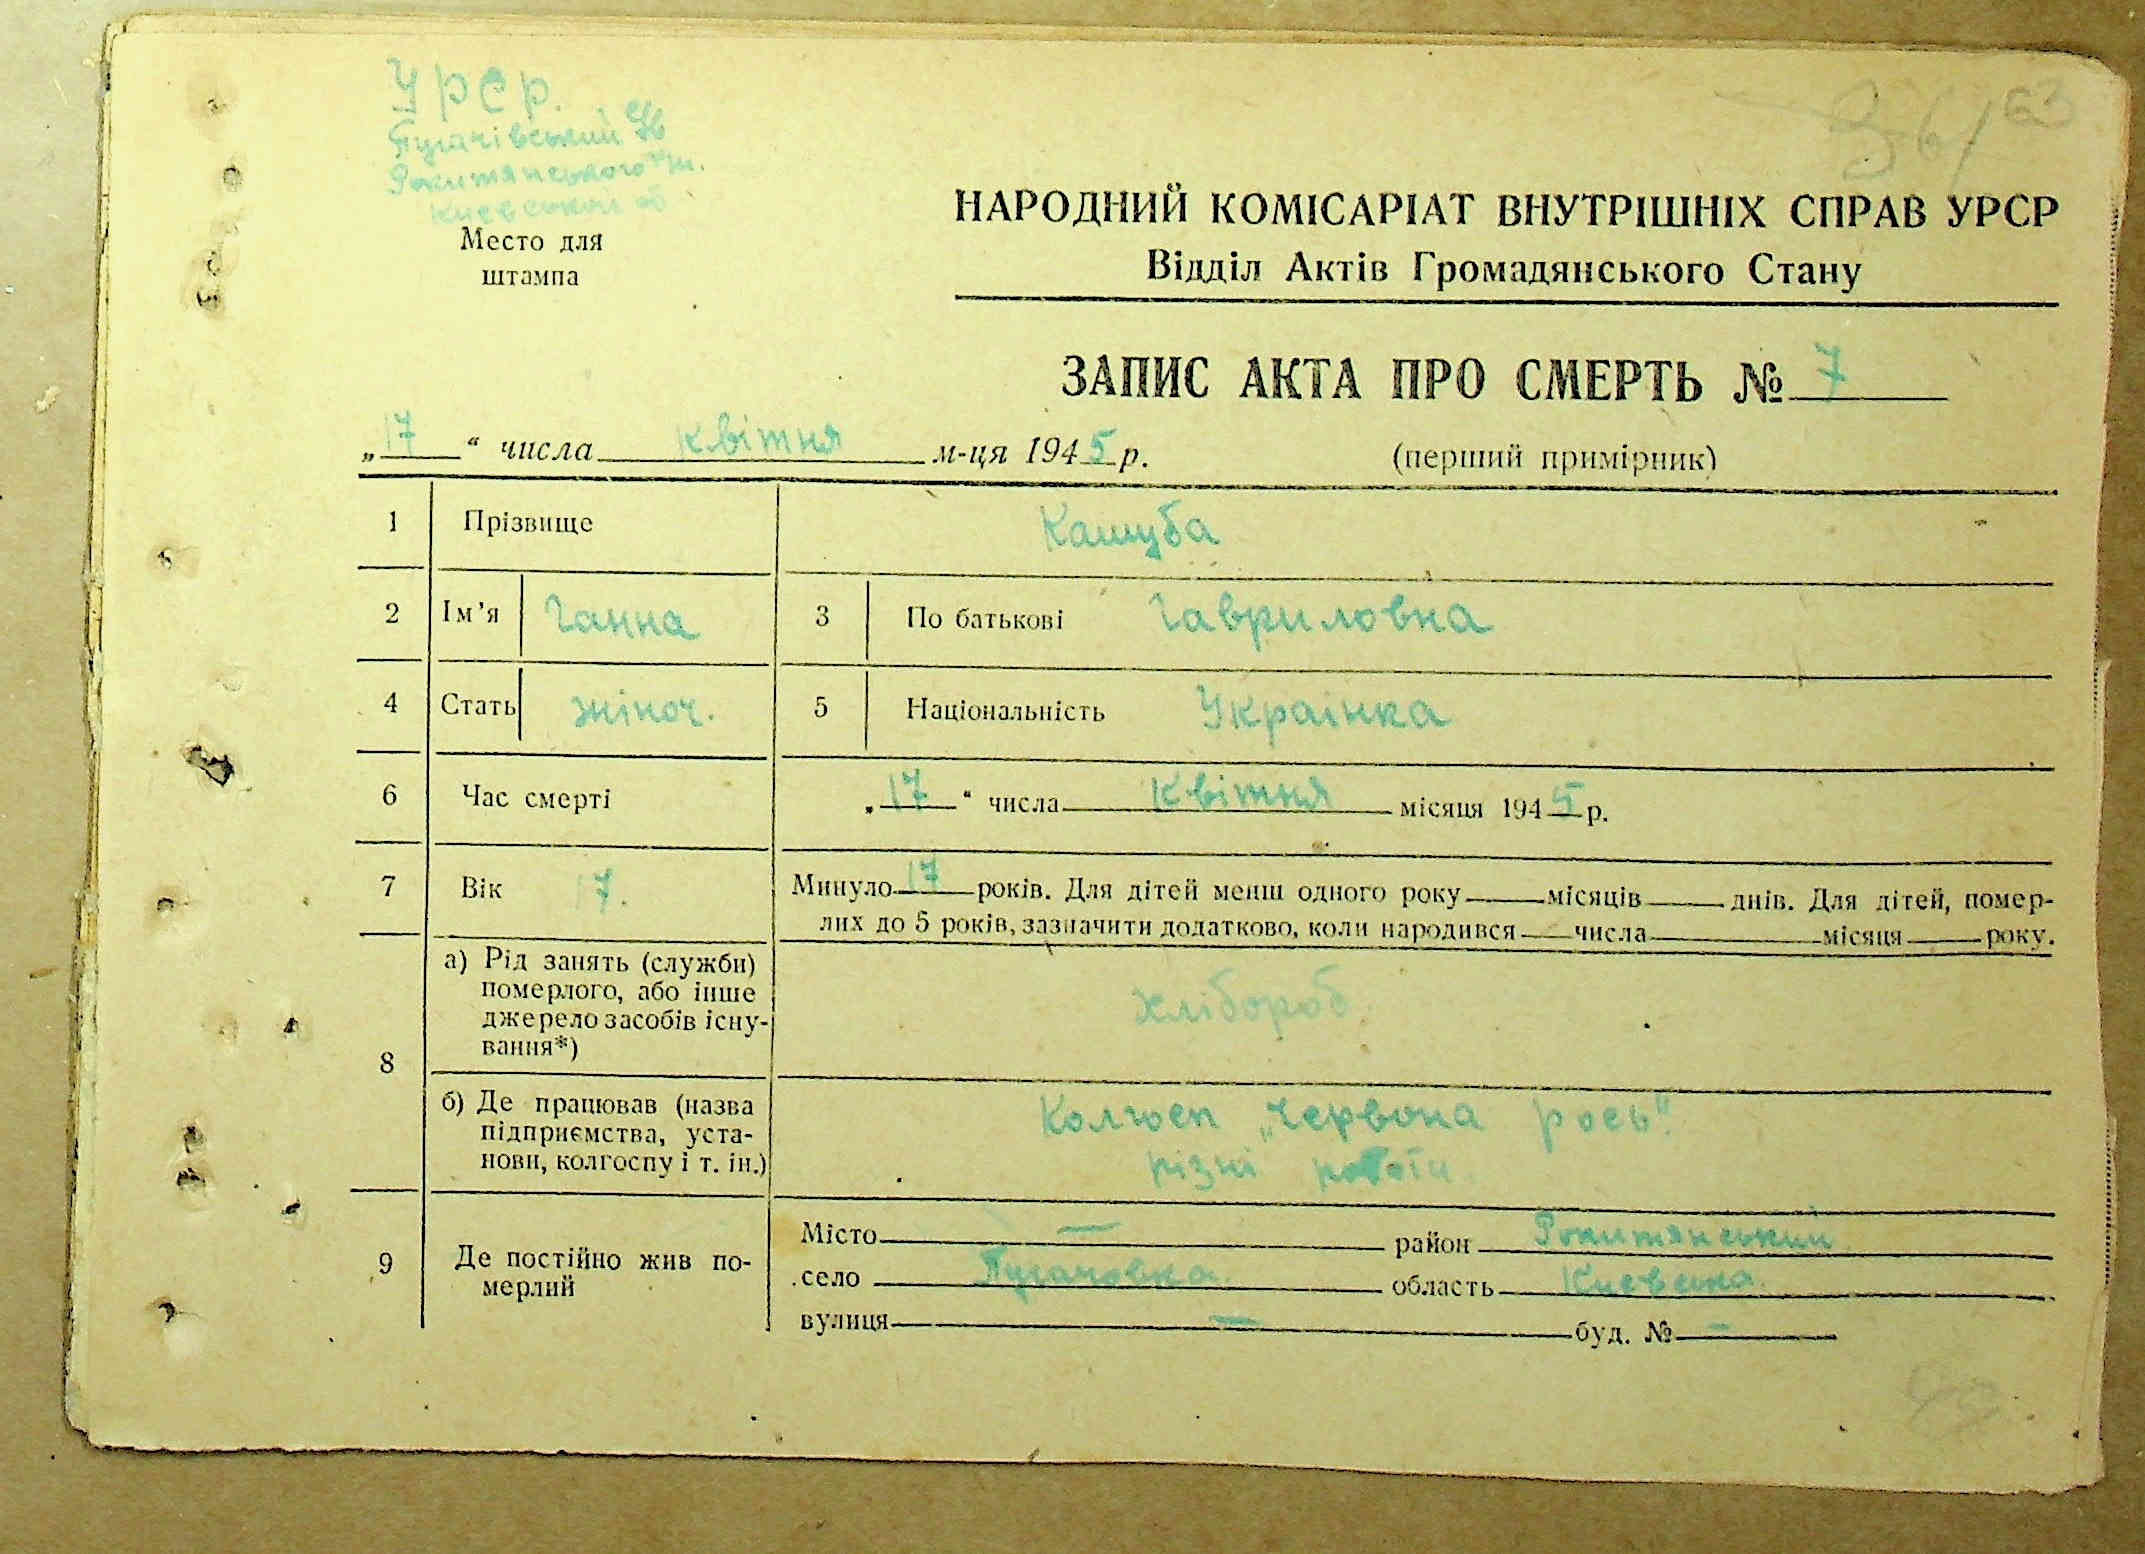 УРСР.
Пугачівський
Рокитянського
Киевської об
Место для
штампа
НАРОДНИЙ КОМІСАРІАТ ВНУТРІШНІХ СПРАВ УРСР
Відділ Актів Громадянського Стану
ЗАПИС АКТА ПРО СМЕРТЬ № 7
„17“ числа квітня м-ця 1945 р. (перший примірник)
1 Прізвище Кашуба
2 Ім’я Ганна 3 По батькові Гавриловна
4 Стать жіноч. 5 Національність Українка
6 Час смерті „17“ числа квітня місяця 1945 р.
7 Вік 17. Минуло 17 років. Для дітей менш одного року місяців днів. Для дітей, помер-
лих до 5 років, зазначити додатково, коли народився числа місяця року.
8 а) Рід занять (служби)
померлого, або інше
джерело засобів існу-
вання*)
хлібороб
б) Де працював (назва
підприємства, уста-
нови, колгоспу і т. ін.)
Колгосп „Червона рось“.
різні роботи.
9 Де постійно жив по-
мерлий
Місто — район Рокитянський
село Пугачовка область Киевська.
вулиця — буд. № —